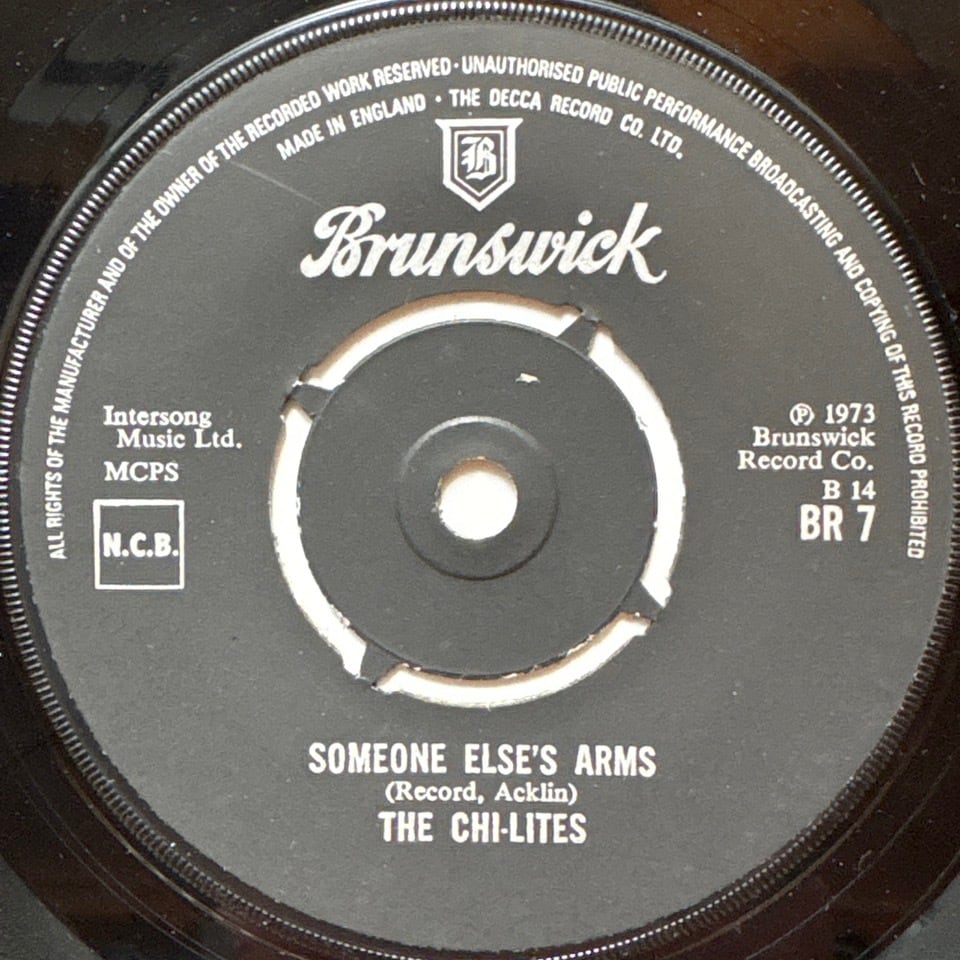 ALL RIGHTS OF THE MANUFACTURER AND OF THE OWNER OF THE RECORDED WORK RESERVED · UNAUTHORISED PUBLIC PERFORMANCE BROADCASTING AND COPYING OF THIS RECORD PROHIBITED
MADE IN ENGLAND · THE DECCA RECORD CO. LTD.
B
Brunswick
Intersong
Music Ltd.
MCPS
N.C.B.
℗ 1973
Brunswick
Record Co.
B 14
BR 7
SOMEONE ELSE'S ARMS
(Record, Acklin)
THE CHI-LITES